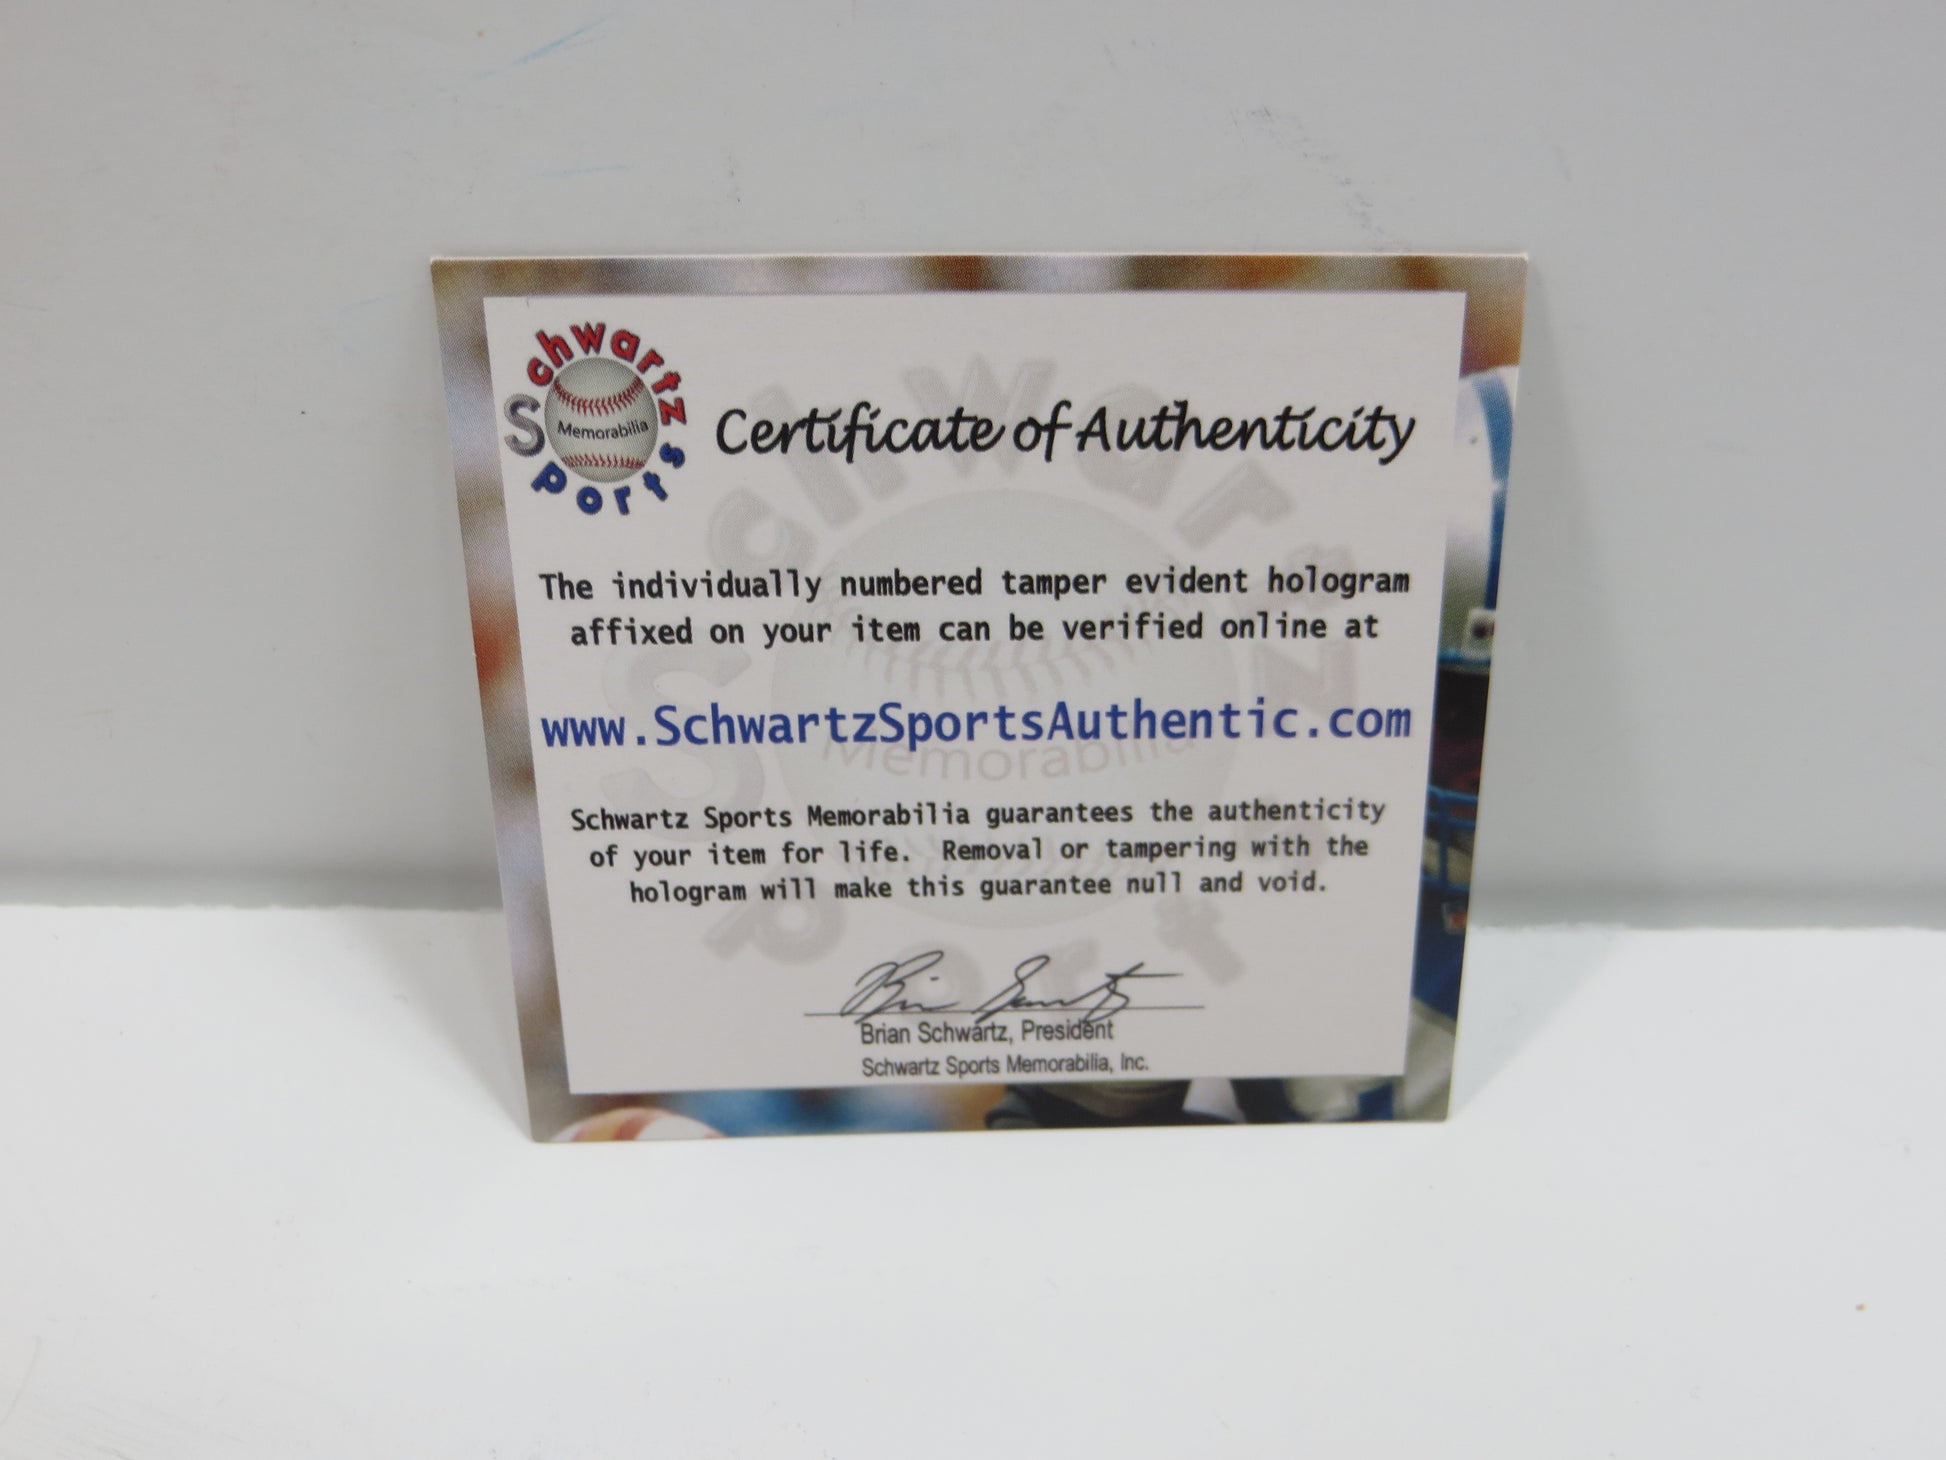 Schwartz
Sports
Memorabilia
Certificate of Authenticity
The individually numbered tamper evident hologram
affixed on your item can be verified online at
www.SchwartzSportsAuthentic.com
Schwartz Sports Memorabilia guarantees the authenticity
of your item for life. Removal or tampering with the
hologram will make this guarantee null and void.
Brian Schwartz
Brian Schwartz, President
Schwartz Sports Memorabilia, Inc.